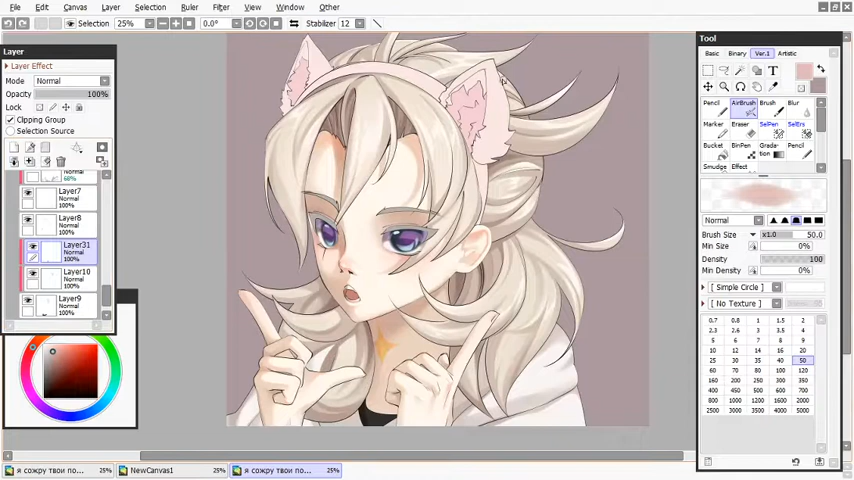 File Edit Canvas Layer Selection Ruler Filter View Window Other
Selection 25% 0.0° Stabilizer 12
Layer
Layer Effect
Mode Normal
Opacity 100%
Lock
Clipping Group
Selection Source
Normal
68%
Layer7
Normal
100%
Layer8
Normal
100%
Layer31
Normal
100%
Layer10
Normal
100%
Layer9
Normal
100%
Tool
Basic Binary Ver.1 Artistic
T
Pencil AirBrush Brush Blur
Marker Eraser SelPen SelErs
Bucket BinPen Grada-tion Pencil
Smudge Effect
Normal
Brush Size x1.0 50.0
Min Size 0%
Density 100
Min Density 0%
[ Simple Circle ]
[ No Texture ]
0.7 0.8 1 1.5 2
2.3 2.6 3 3.5 4
5 6 7 8 9
10 12 14 16 20
25 30 35 40 50
60 70 80 100 120
160 200 250 300 350
400 450 500 600 700
800 1000 1200 1600 2000
2500 3000 3500 4000 5000
я сожру твои по... 25% NewCanvas1 25% я сожру твои по... 25%